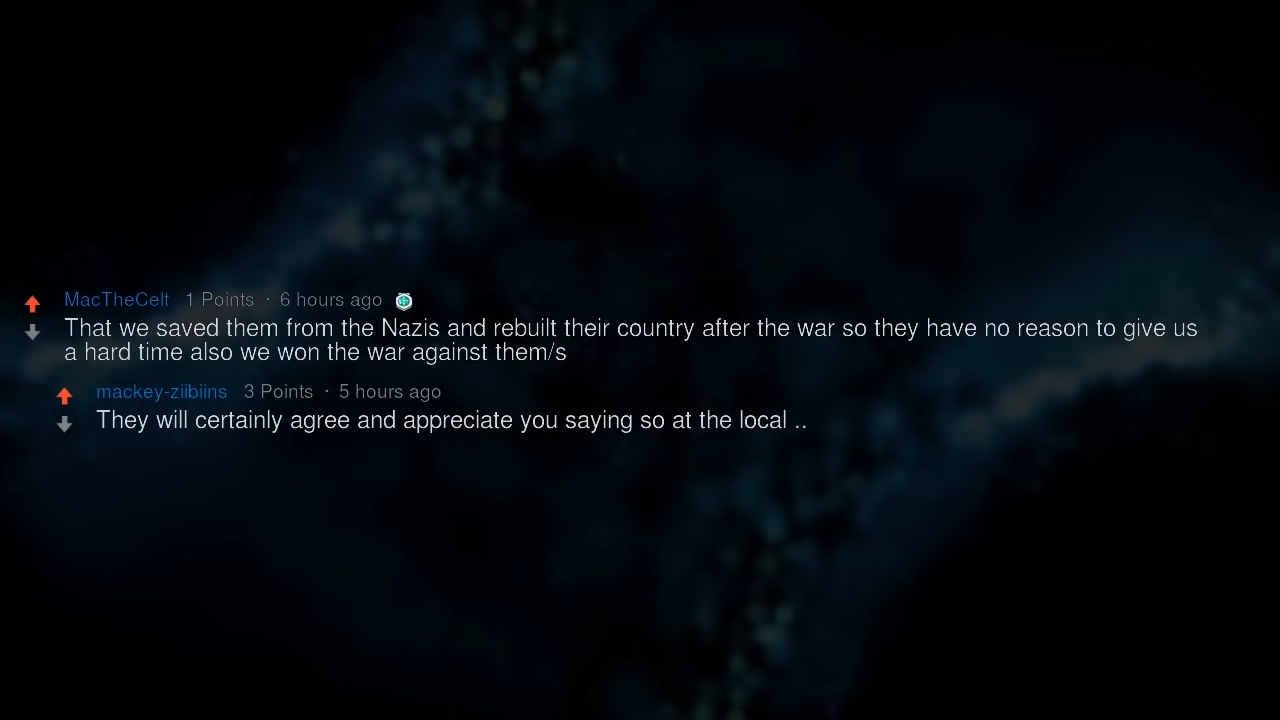 MacTheCelt 1 Points · 6 hours ago
That we saved them from the Nazis and rebuilt their country after the war so they have no reason to give us
a hard time also we won the war against them/s
mackey-ziibiins 3 Points · 5 hours ago
They will certainly agree and appreciate you saying so at the local ..